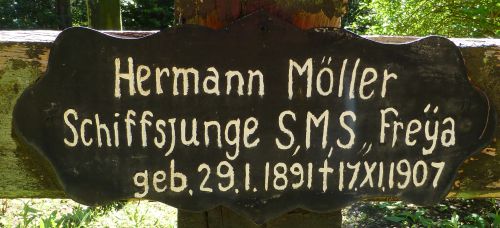 Hermann Möller
Schiffsjunge S.M.S. „Freÿa
geb. 29.1.1891 † 17.XI.1907